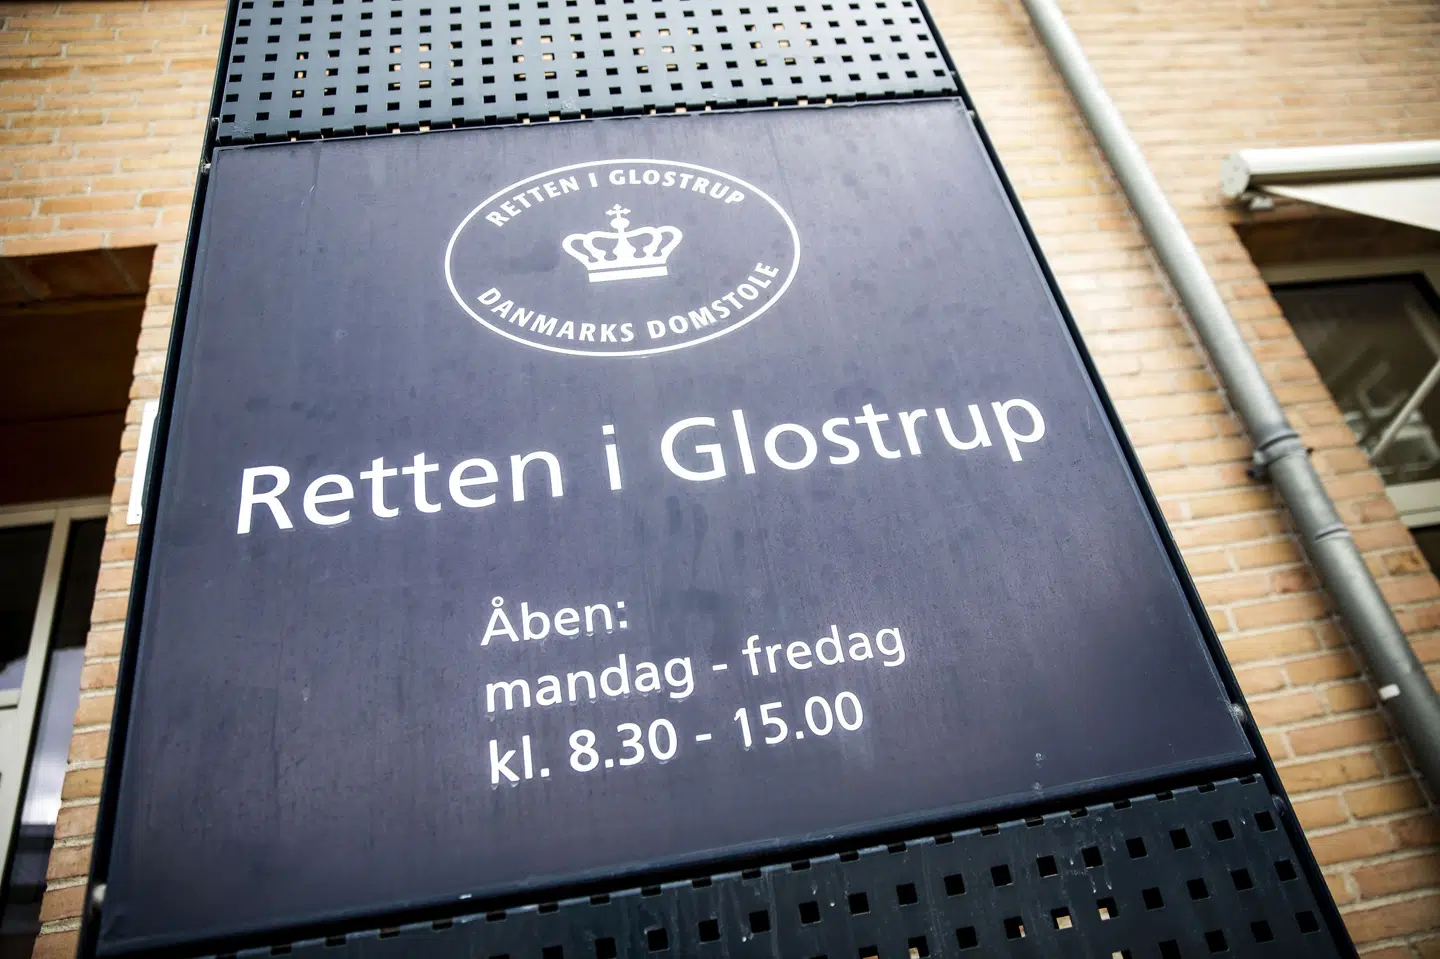 RETTEN I GLOSTRUP
DANMARKS DOMSTOLE
Retten i Glostrup
Åben:
mandag - fredag
kl. 8.30 - 15.00